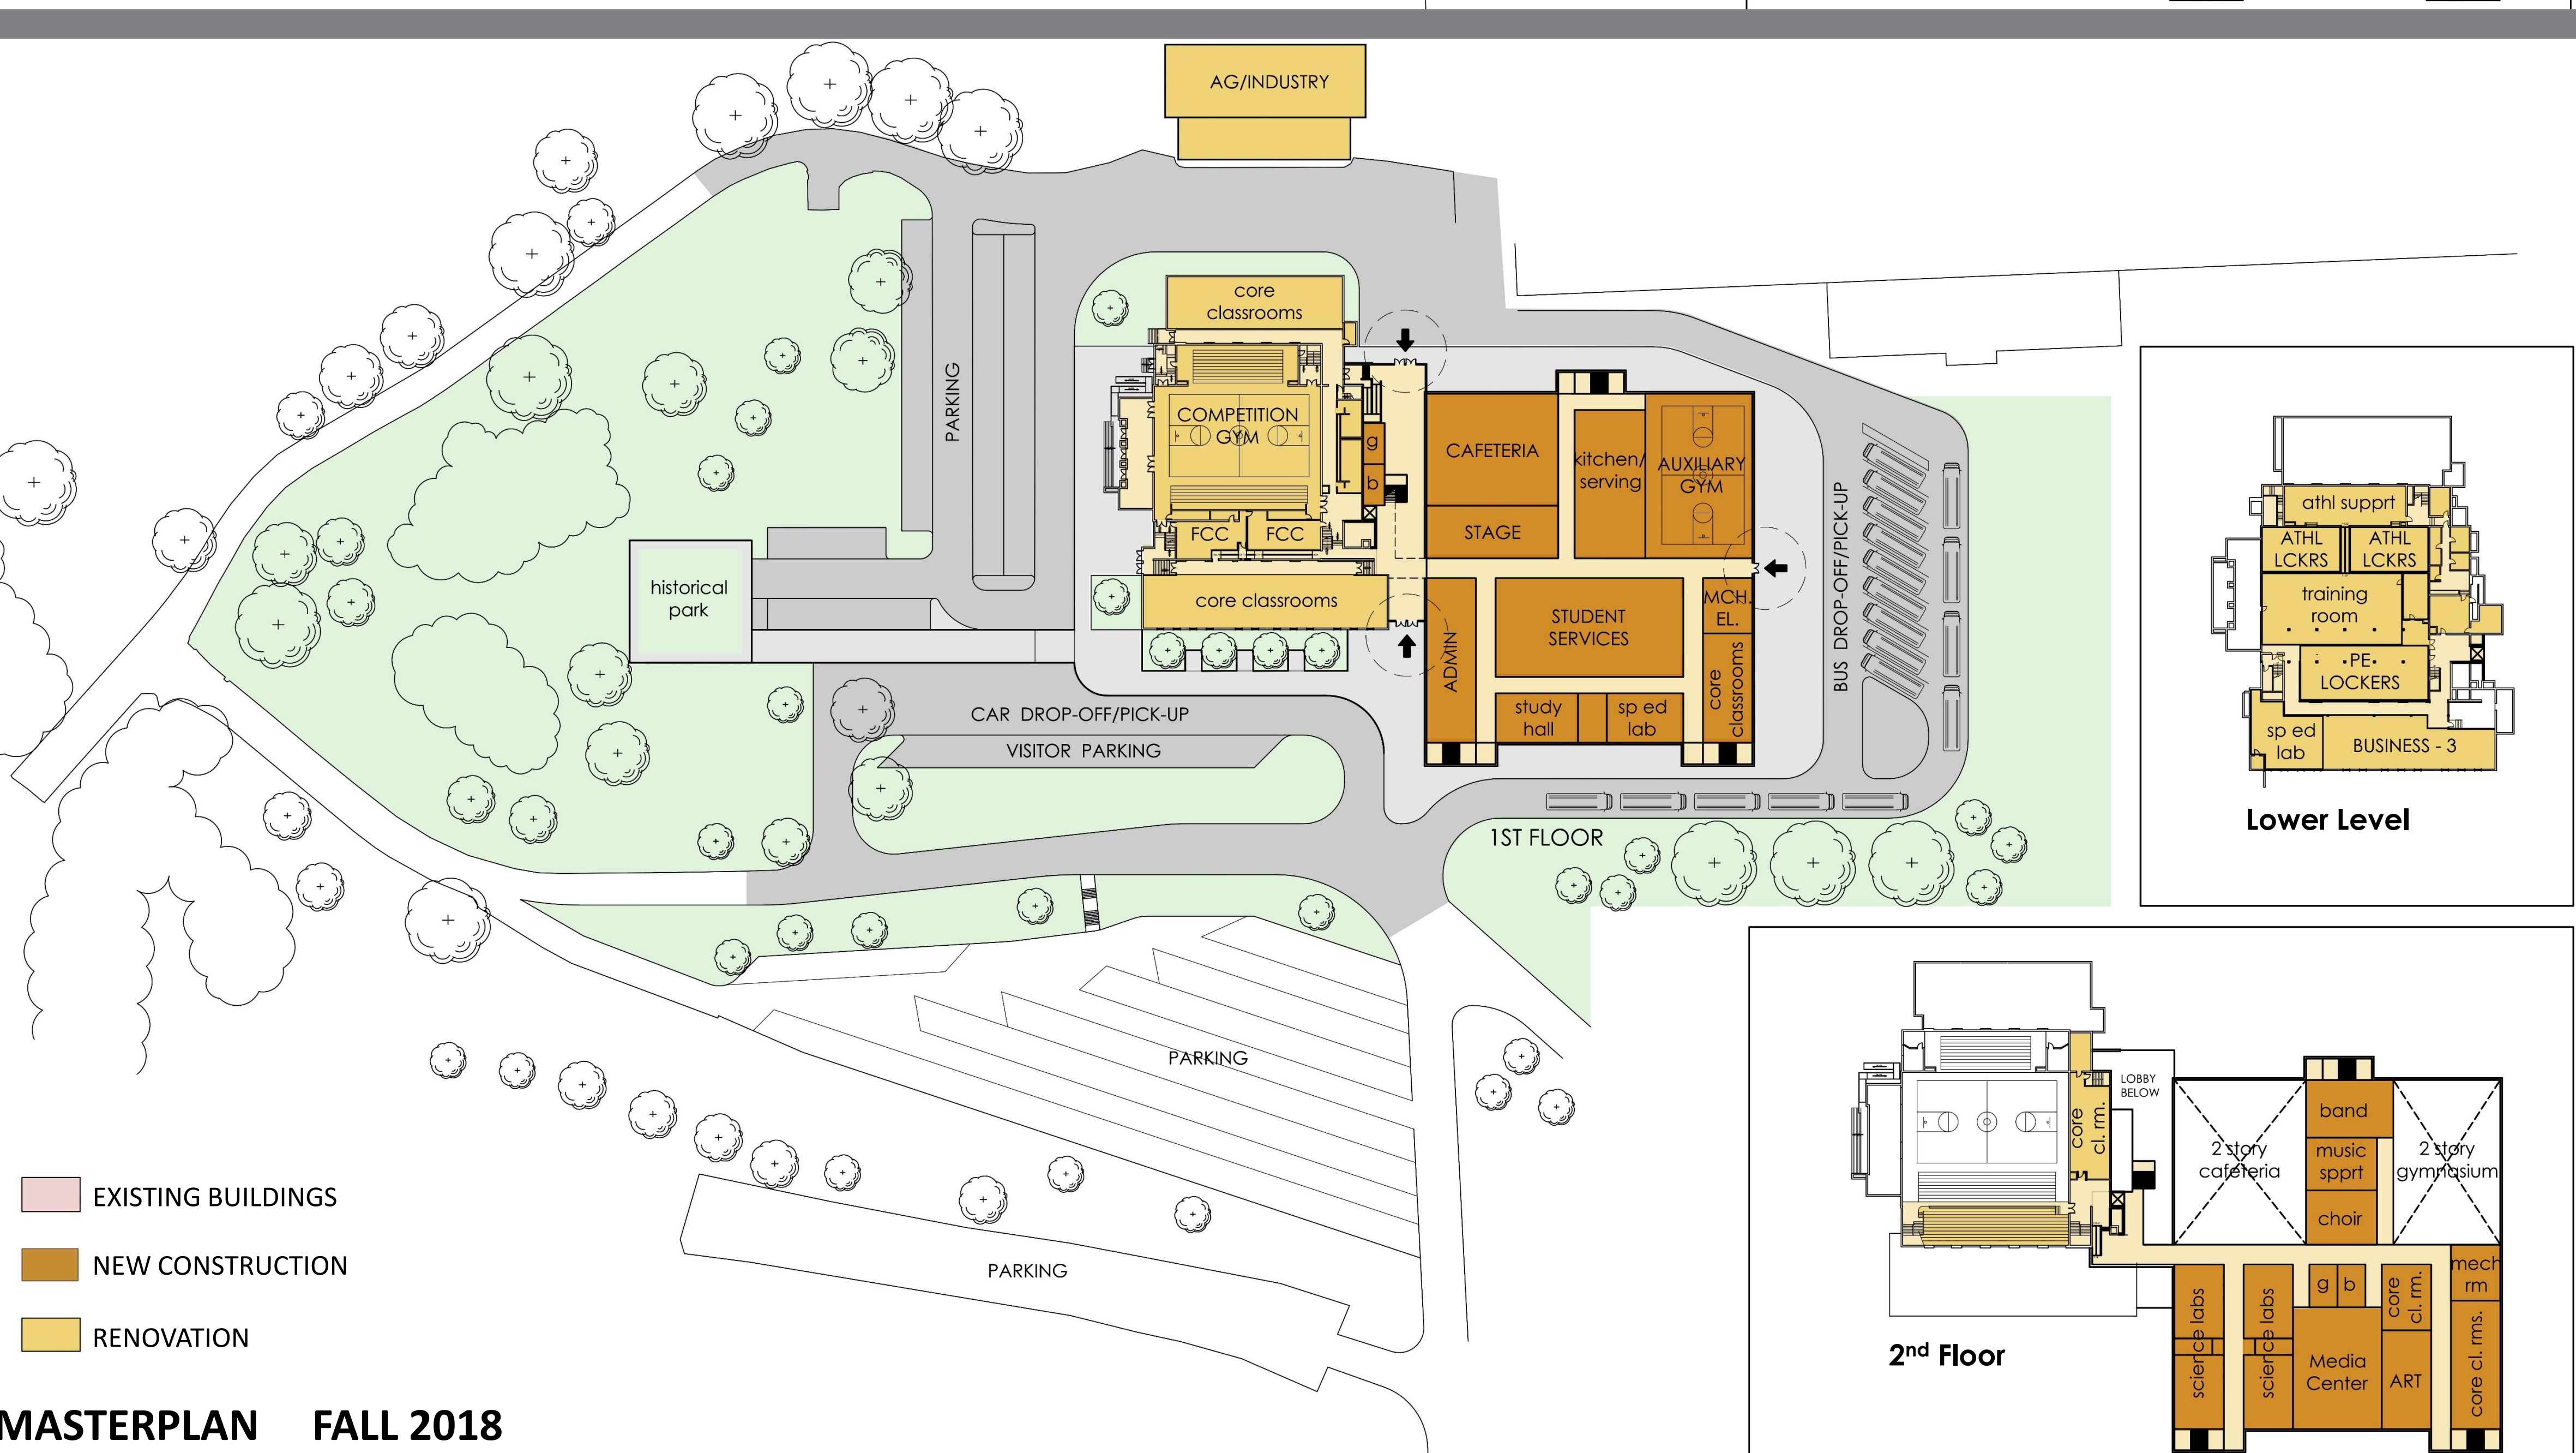 AG/INDUSTRY
core
classrooms
PARKING
COMPETITION
GYM
g
b
CAFETERIA
kitchen/
serving
AUXILIARY
GYM
STAGE
FCC
FCC
BUS DROP-OFF/PICK-UP
historical
park
core classrooms
ADMIN
STUDENT
SERVICES
MCH.
EL.
core
classrooms
study
hall
sp ed
lab
CAR DROP-OFF/PICK-UP
VISITOR PARKING
1ST FLOOR
PARKING
PARKING
athl supprt
ATHL
LCKRS
ATHL
LCKRS
training
room
PE
LOCKERS
sp ed
lab
BUSINESS - 3
Lower Level
LOBBY
BELOW
core
cl. rm.
2 story
cafeteria
band
music
spprt
choir
2 story
gymnasium
mech
rm
science labs
science labs
g
b
core
cl. rm.
Media
Center
ART
core cl. rms.
2nd Floor
EXISTING BUILDINGS
NEW CONSTRUCTION
RENOVATION
MASTERPLAN FALL 2018